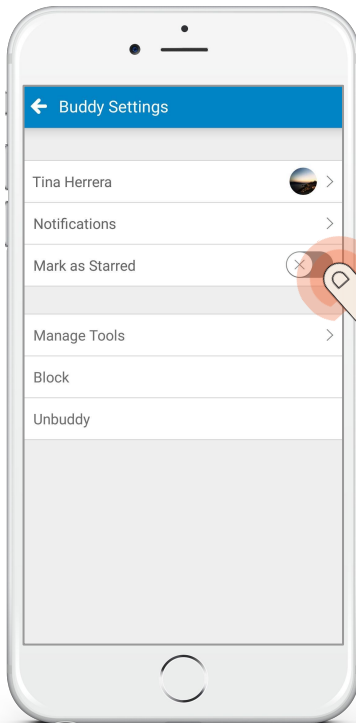 Buddy Settings
Tina Herrera
Notifications
Mark as Starred
Manage Tools
Block
Unbuddy